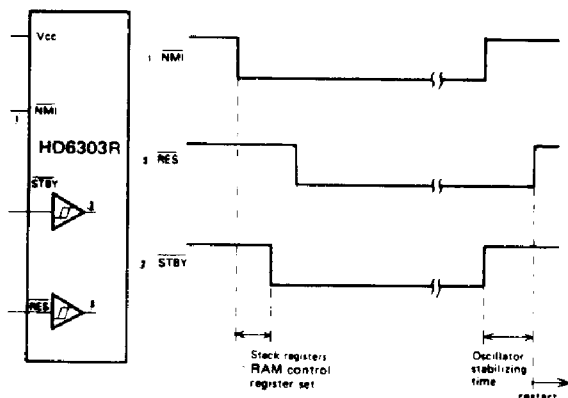 Vcc
1
NMI
HD6303R
STBY
2
RES
3
1 NMI
3 RES
2 STBY
Stack registers
RAM control
register set
Oscillator
stabilizing
time
restart